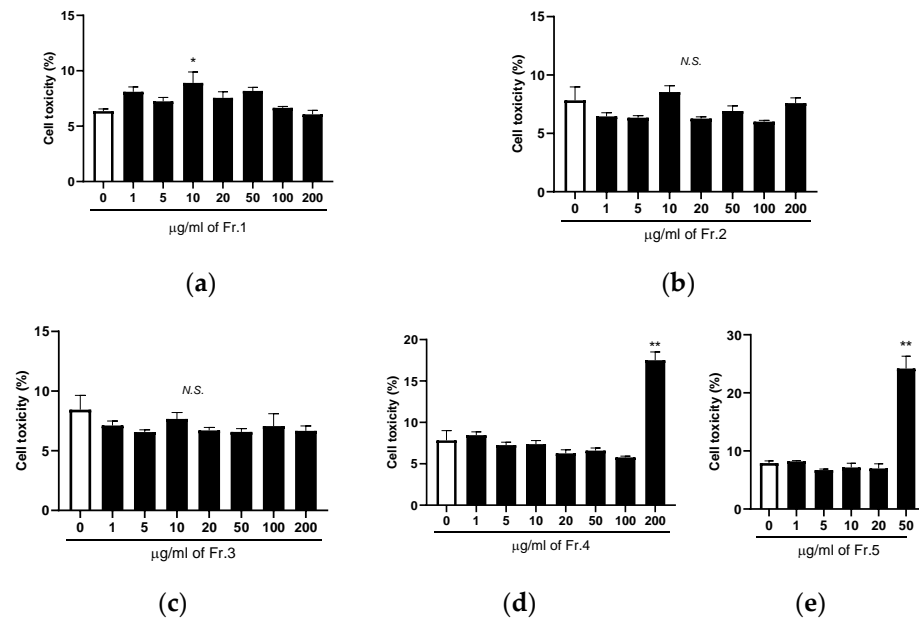 15
10
5
0
Cell toxicity (%)
*
0 1 5 10 20 50 100 200
μg/ml of Fr.1
(a)
15
10
5
0
Cell toxicity (%)
N.S.
0 1 5 10 20 50 100 200
μg/ml of Fr.2
(b)
15
10
5
0
Cell toxicity (%)
N.S.
0 1 5 10 20 50 100 200
μg/ml of Fr.3
(c)
20
15
10
5
0
Cell toxicity (%)
**
0 1 5 10 20 50 100 200
μg/ml of Fr.4
(d)
30
20
10
0
Cell toxicity (%)
**
0 1 5 10 20 50
μg/ml of Fr.5
(e)